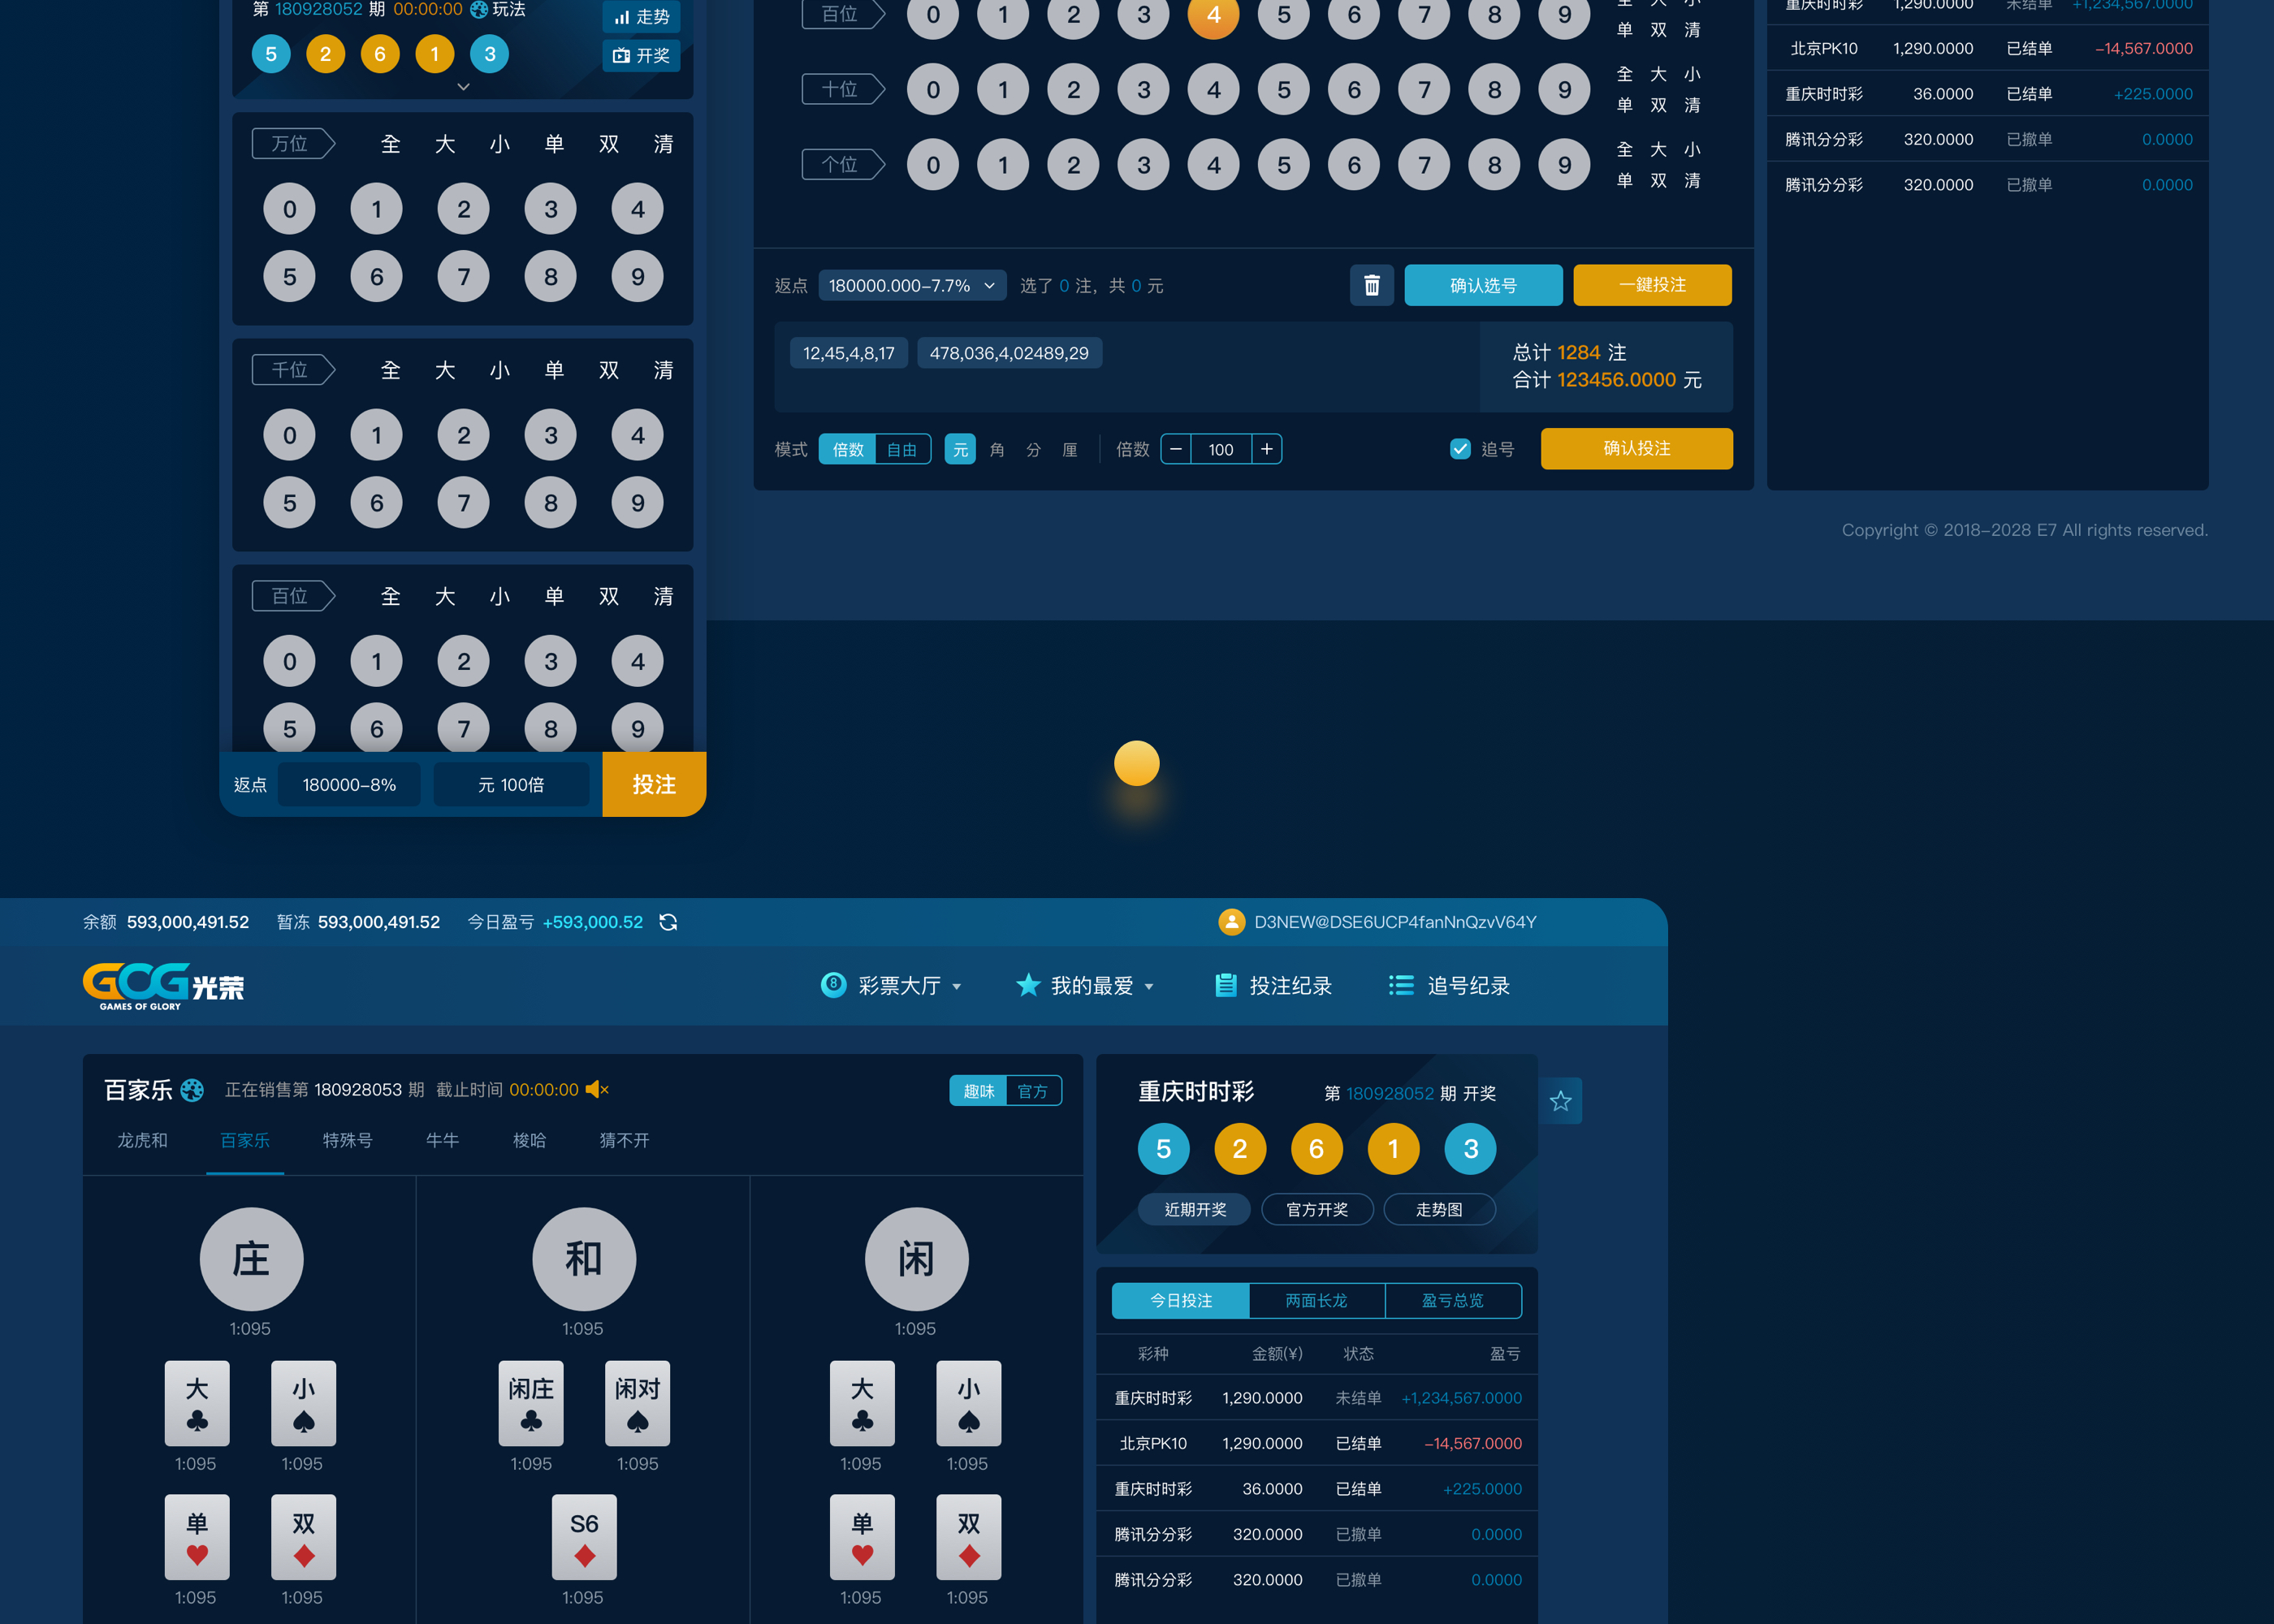 第 180928052 期 00:00:00 玩法
走势
5 2 6 1 3
开奖
万位 全 大 小 单 双 清
0 1 2 3 4
5 6 7 8 9
千位 全 大 小 单 双 清
0 1 2 3 4
5 6 7 8 9
百位 全 大 小 单 双 清
0 1 2 3 4
5 6 7 8 9
返点 180000-8% 元 100倍 投注
百位 0 1 2 3 4 5 6 7 8 9 全 大 小
单 双 清
十位 0 1 2 3 4 5 6 7 8 9 全 大 小
单 双 清
个位 0 1 2 3 4 5 6 7 8 9 全 大 小
单 双 清
返点 180000.000-7.7% 选了 0 注，共 0 元 确认选号 一鍵投注
12,45,4,8,17 478,036,4,02489,29
总计 1284 注
合计 123456.0000 元
模式 倍数 自由 元 角 分 厘 倍数 - 100 + 追号 确认投注
重庆时时彩 1,290.0000 未结单 +1,234,567.0000
北京PK10 1,290.0000 已结单 -14,567.0000
重庆时时彩 36.0000 已结单 +225.0000
腾讯分分彩 320.0000 已撤单 0.0000
腾讯分分彩 320.0000 已撤单 0.0000
Copyright © 2018-2028 E7 All rights reserved.
余额 593,000,491.52 暂冻 593,000,491.52 今日盈亏 +593,000.52 D3NEW@DSE6UCP4fanNnQzvV64Y
GOG 光荣
GAMES OF GLORY
8 彩票大厅 我的最爱 投注纪录 追号纪录
百家乐 正在销售第 180928053 期 截止时间 00:00:00 趣味 官方
龙虎和 百家乐 特殊号 牛牛 梭哈 猜不开
庄 和 闲
1:095 1:095 1:095
大 小 闲庄 闲对 大 小
1:095 1:095 1:095 1:095 1:095 1:095
单 双 S6 单 双
1:095 1:095 1:095 1:095 1:095
重庆时时彩 第 180928052 期 开奖
5 2 6 1 3
近期开奖 官方开奖 走势图
今日投注 两面长龙 盈亏总览
彩种 金额(¥) 状态 盈亏
重庆时时彩 1,290.0000 未结单 +1,234,567.0000
北京PK10 1,290.0000 已结单 -14,567.0000
重庆时时彩 36.0000 已结单 +225.0000
腾讯分分彩 320.0000 已撤单 0.0000
腾讯分分彩 320.0000 已撤单 0.0000